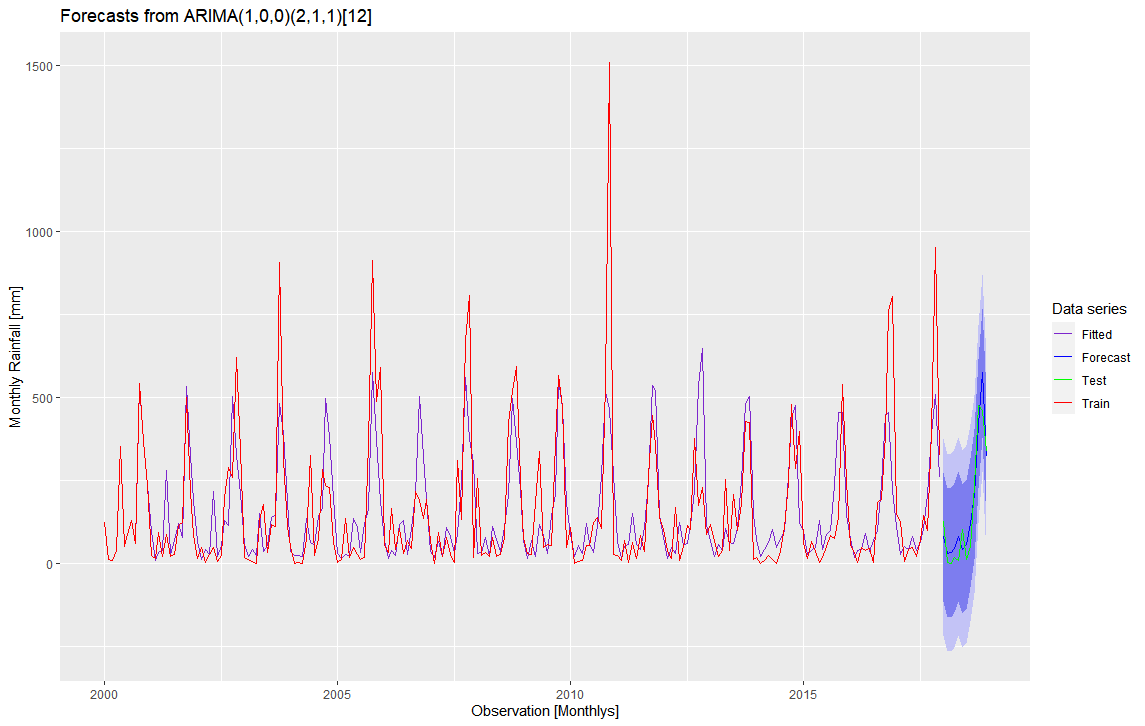 Forecasts from ARIMA(1,0,0)(2,1,1)[12]
1500
1000
500
0
Monthly Rainfall [mm]
2000
2005
2010
2015
Observation [Monthlys]
Data series
Fitted
Forecast
Test
Train